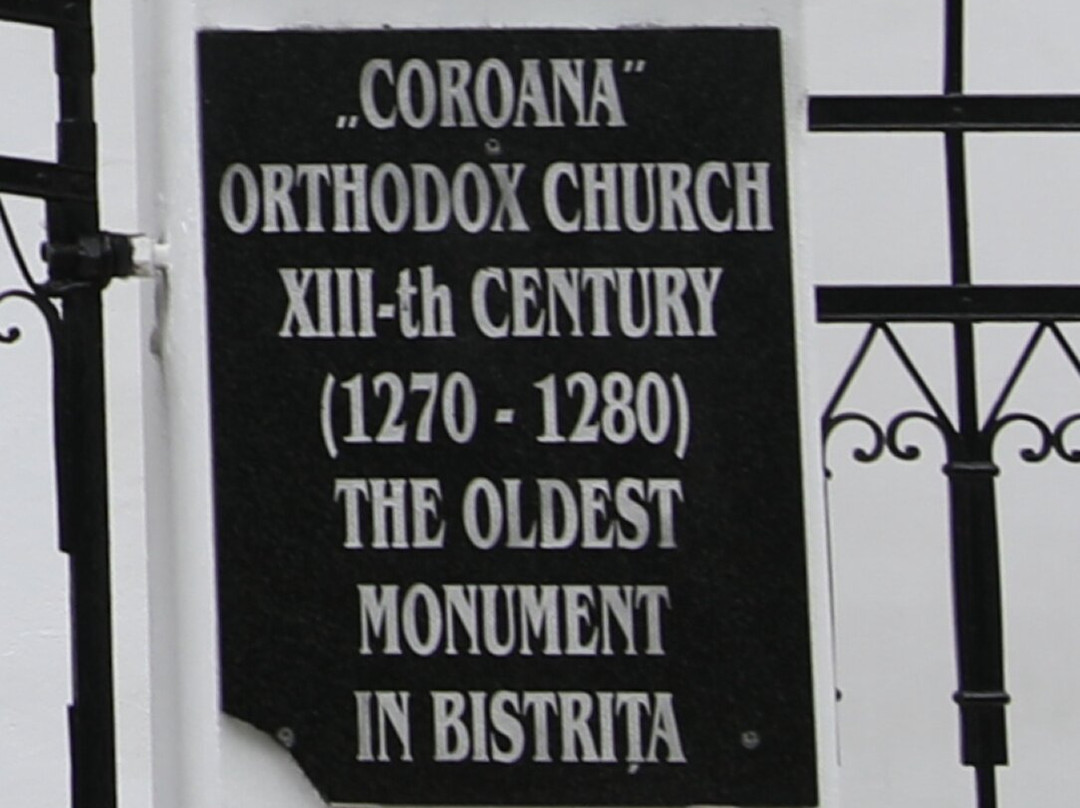 „COROANA”
ORTHODOX CHURCH
XIII-th CENTURY
(1270 - 1280)
THE OLDEST
MONUMENT
IN BISTRIȚA